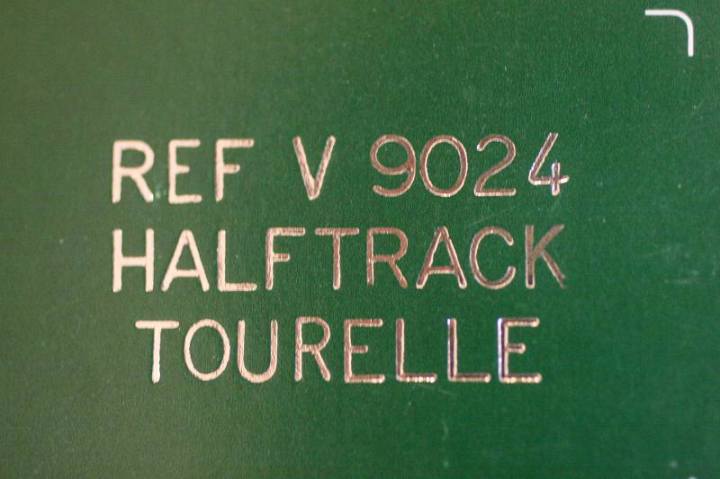 REF V 9024
HALFTRACK
TOURELLE